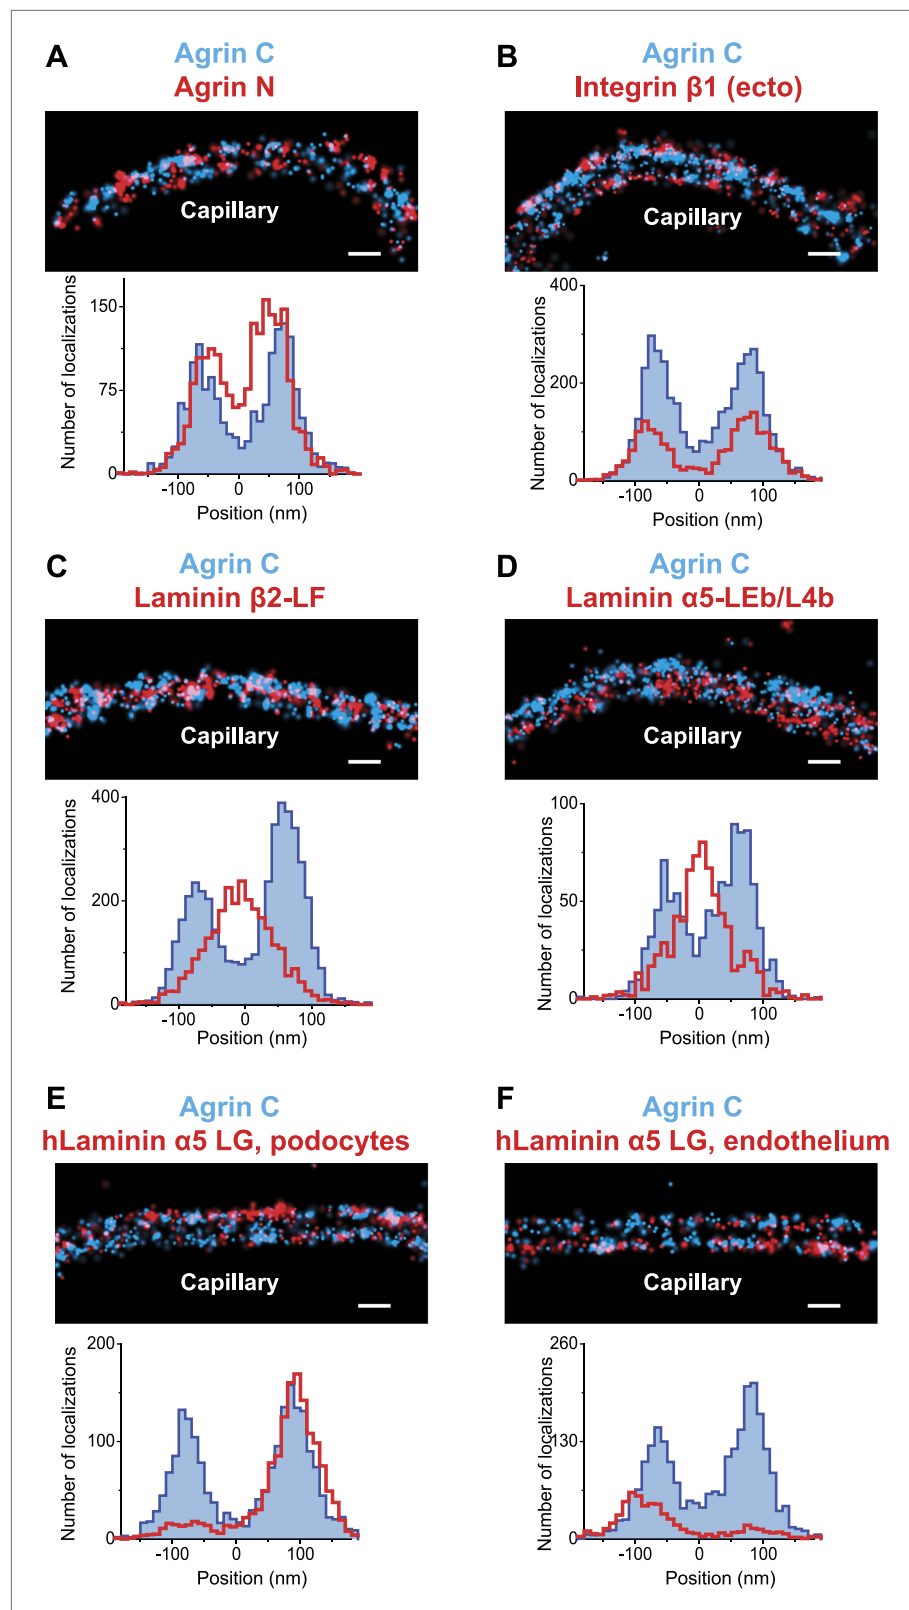 A
Agrin C
Agrin N
Capillary
Number of localizations
150
75
0
-100 0 100
Position (nm)
B
Agrin C
Integrin β1 (ecto)
Capillary
Number of localizations
400
200
0
-100 0 100
Position (nm)
C
Agrin C
Laminin β2-LF
Capillary
Number of localizations
400
200
0
-100 0 100
Position (nm)
D
Agrin C
Laminin α5-LEb/L4b
Capillary
Number of localizations
100
50
0
-100 0 100
Position (nm)
E
Agrin C
hLaminin α5 LG, podocytes
Capillary
Number of localizations
200
100
0
-100 0 100
Position (nm)
F
Agrin C
hLaminin α5 LG, endothelium
Capillary
Number of localizations
260
130
0
-100 0 100
Position (nm)